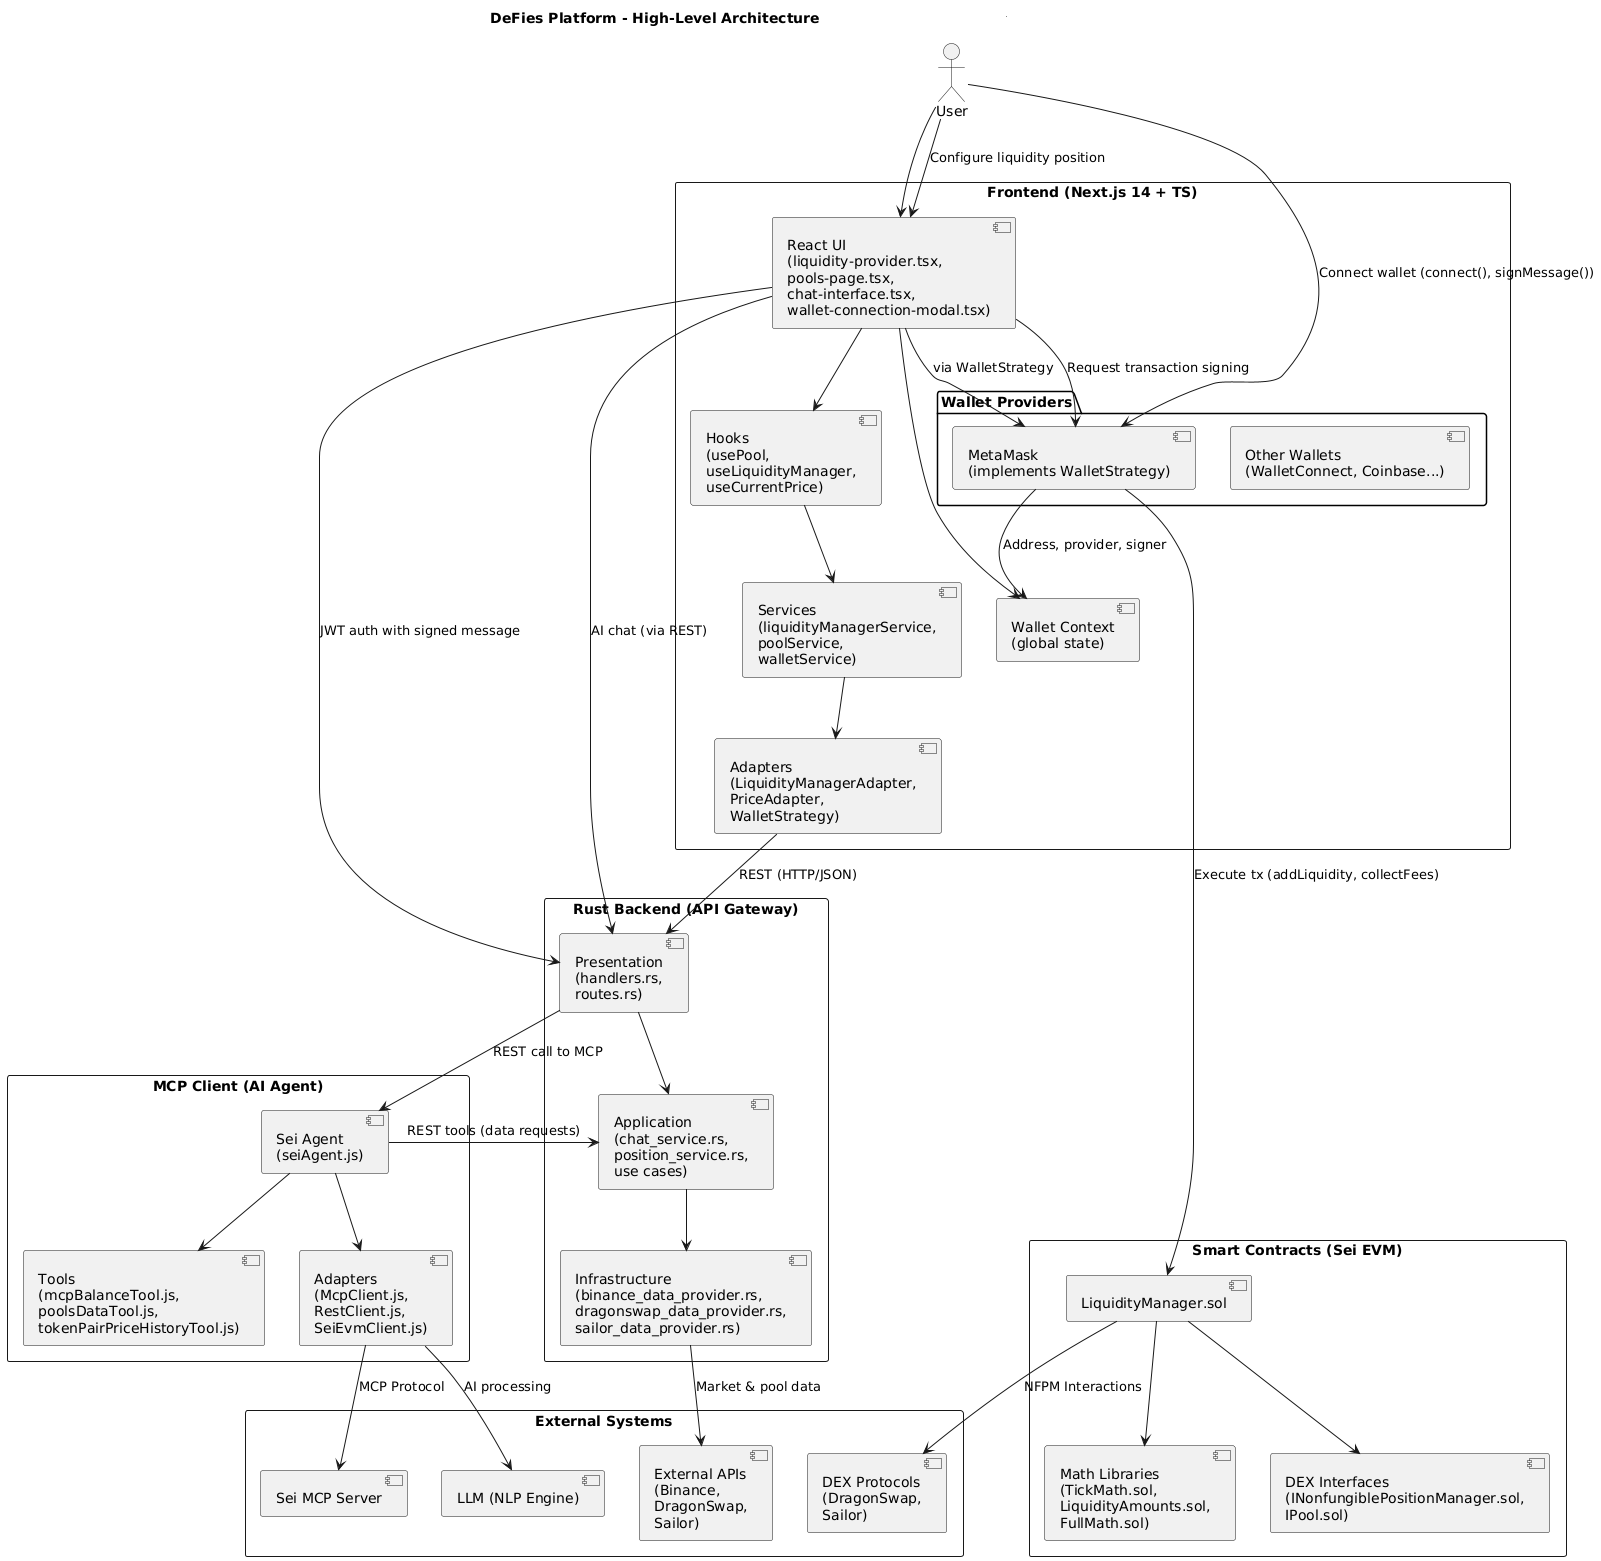 DeFies Platform - High-Level Architecture
User
Configure liquidity position
Connect wallet (connect(), signMessage())
Frontend (Next.js 14 + TS)
React UI
(liquidity-provider.tsx,
pools-page.tsx,
chat-interface.tsx,
wallet-connection-modal.tsx)
via WalletStrategy
Request transaction signing
Wallet Providers
MetaMask
(implements WalletStrategy)
Other Wallets
(WalletConnect, Coinbase...)
Hooks
(usePool,
useLiquidityManager,
useCurrentPrice)
Address, provider, signer
Services
(liquidityManagerService,
poolService,
walletService)
Wallet Context
(global state)
JWT auth with signed message
AI chat (via REST)
Adapters
(LiquidityManagerAdapter,
PriceAdapter,
WalletStrategy)
REST (HTTP/JSON)
Execute tx (addLiquidity, collectFees)
Rust Backend (API Gateway)
Presentation
(handlers.rs,
routes.rs)
REST call to MCP
MCP Client (AI Agent)
Sei Agent
(seiAgent.js)
REST tools (data requests)
Application
(chat_service.rs,
position_service.rs,
use cases)
Tools
(mcpBalanceTool.js,
poolsDataTool.js,
tokenPairPriceHistoryTool.js)
Adapters
(McpClient.js,
RestClient.js,
SeiEvmClient.js)
Infrastructure
(binance_data_provider.rs,
dragonswap_data_provider.rs,
sailor_data_provider.rs)
Smart Contracts (Sei EVM)
LiquidityManager.sol
MCP Protocol
AI processing
Market & pool data
NFPM Interactions
External Systems
Sei MCP Server
LLM (NLP Engine)
External APIs
(Binance,
DragonSwap,
Sailor)
DEX Protocols
(DragonSwap,
Sailor)
Math Libraries
(TickMath.sol,
LiquidityAmounts.sol,
FullMath.sol)
DEX Interfaces
(INonfungiblePositionManager.sol,
IPool.sol)